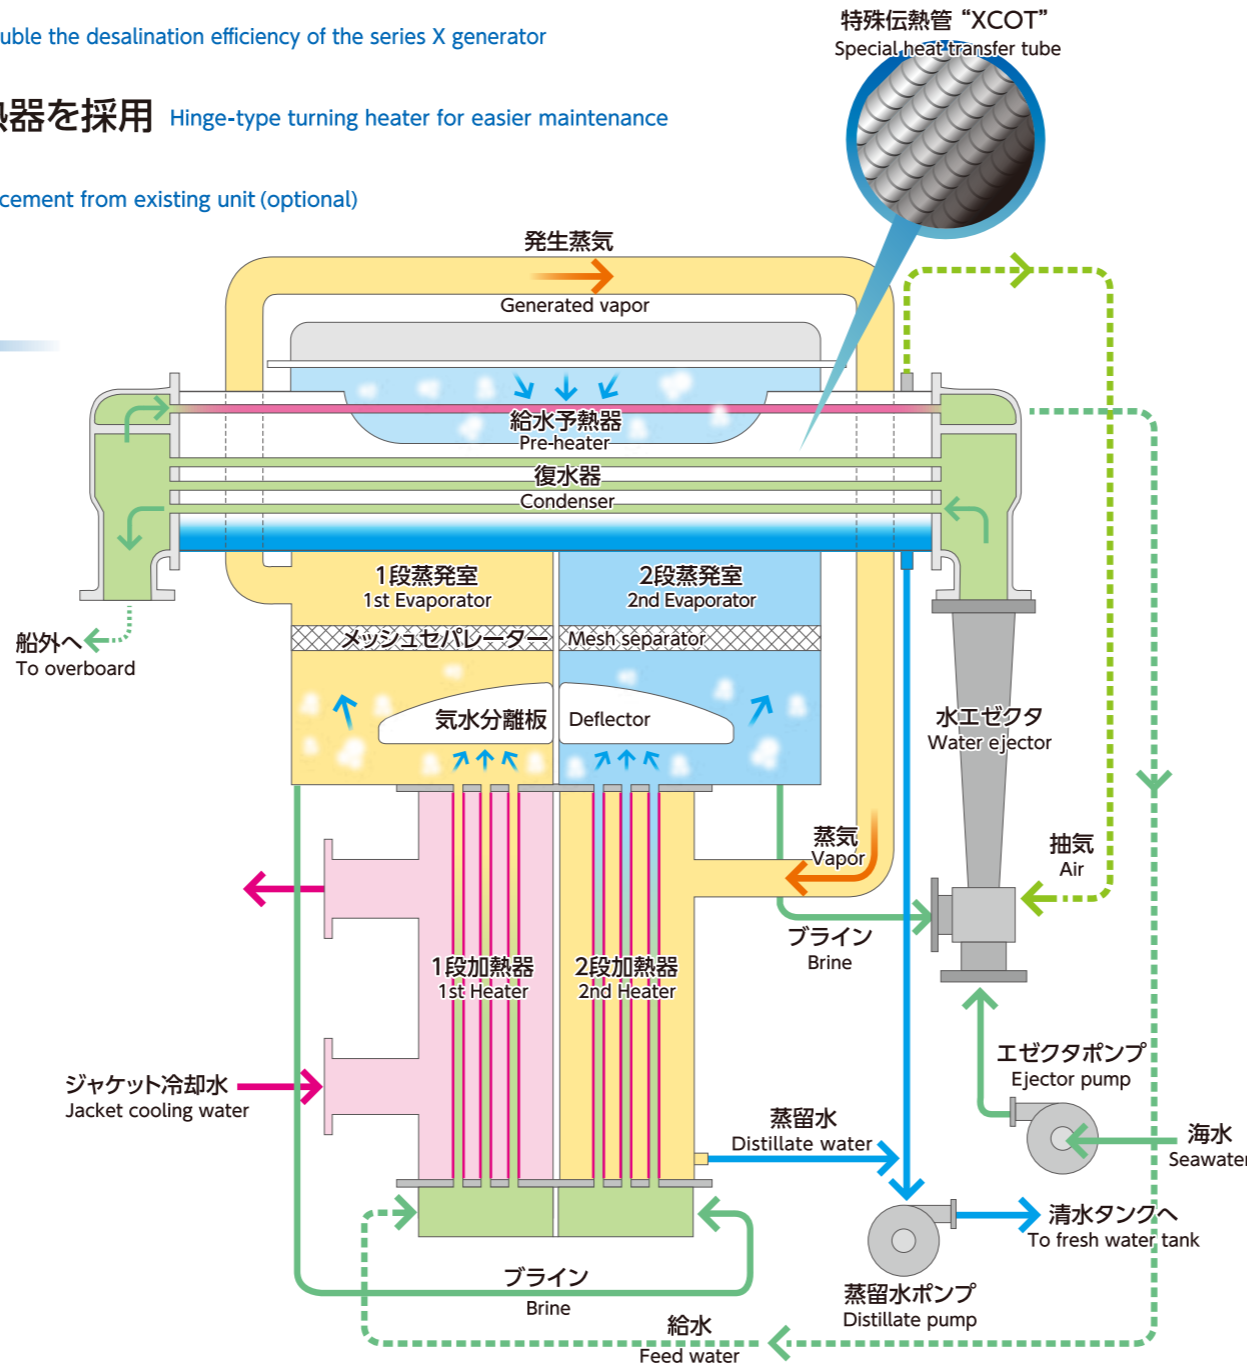 特殊伝熱管 “XCOT”
Special heat transfer tube
uble the desalination efficiency of the series X generator
熱器を採用 Hinge-type turning heater for easier maintenance
cement from existing unit (optional)
発生蒸気
Generated vapor
給水予熱器
Pre-heater
復水器
Condenser
1段蒸発室
1st Evaporator
2段蒸発室
2nd Evaporator
メッシュセパレーター Mesh separator
船外へ
To overboard
気水分離板 Deflector
水エゼクタ
Water ejector
蒸気
Vapor
抽気
Air
ブライン
Brine
1段加熱器
1st Heater
2段加熱器
2nd Heater
エゼクタポンプ
Ejector pump
ジャケット冷却水
Jacket cooling water
蒸留水
Distillate water
海水
Seawater
清水タンクへ
To fresh water tank
ブライン
Brine
蒸留水ポンプ
Distillate pump
給水
Feed water